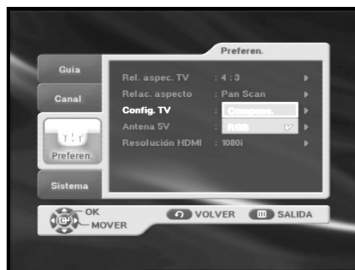 Preferen.
Guía
Canal
Preferen.
Sistema
Rel. aspec. TV : 4 : 3
Relac. aspecto : Pan Scan
Config. TV : Compues.
Antena 5V : RGB
Resolución HDMI : 1080i
OK
MOVER
VOLVER
SALIDA